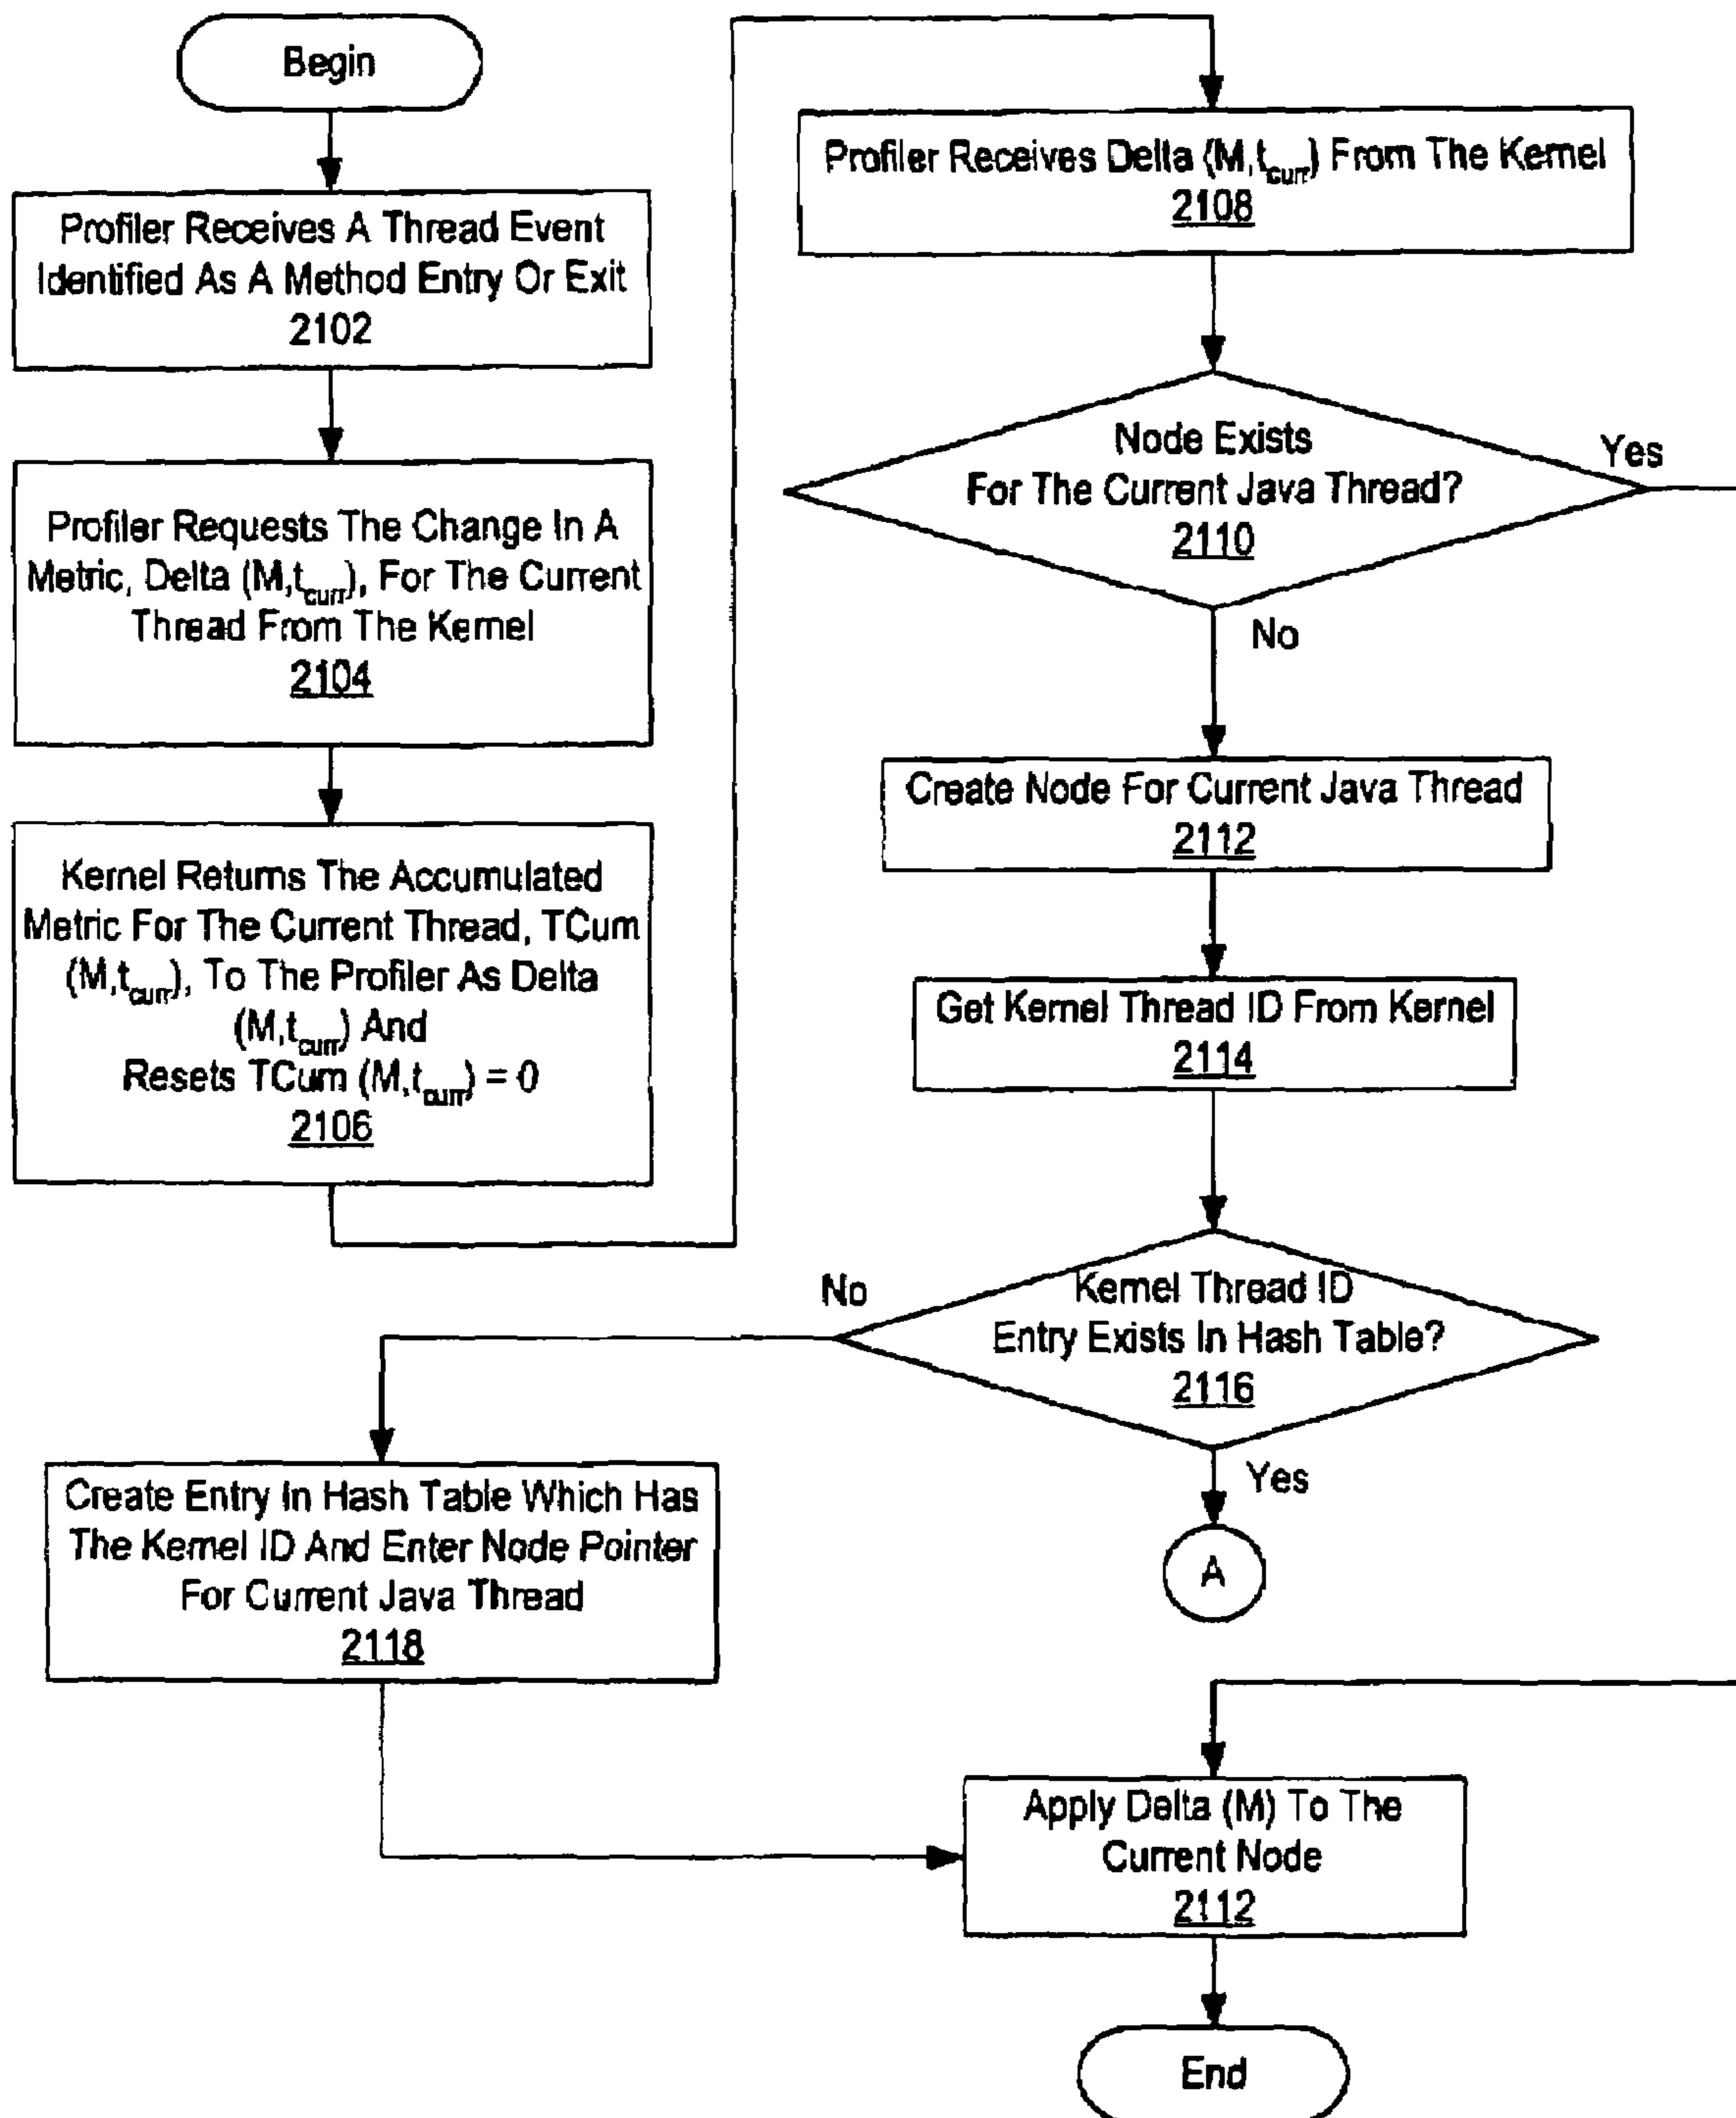 Begin
Profiler Receives A Thread Event
Identified As A Method Entry Or Exit
2102
Profiler Requests The Change In A
Metric, Delta (M,tcurr), For The Current
Thread From The Kernel
2104
Kernel Returns The Accumulated
Metric For The Current Thread, TCum
(M,tcurr), To The Profiler As Delta
(M,tcurr) And
Resets TCum (M,tcurr) = 0
2106
Profiler Receives Delta (M,tcurr) From The Kernel
2108
Node Exists
For The Current Java Thread?
2110
Yes
No
Create Node For Current Java Thread
2112
Get Kernel Thread ID From Kernel
2114
Kernel Thread ID
Entry Exists In Hash Table?
2116
No
Yes
A
Create Entry In Hash Table Which Has
The Kernel ID And Enter Node Pointer
For Current Java Thread
2118
Apply Delta (M) To The
Current Node
2112
End